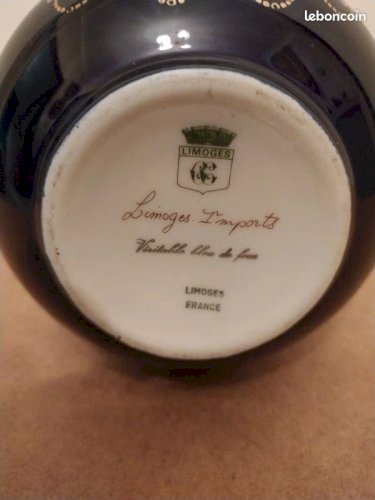 leboncoin
LIMOGES
Limoges. Imports
Véritable bleu de four
LIMOGES
FRANCE